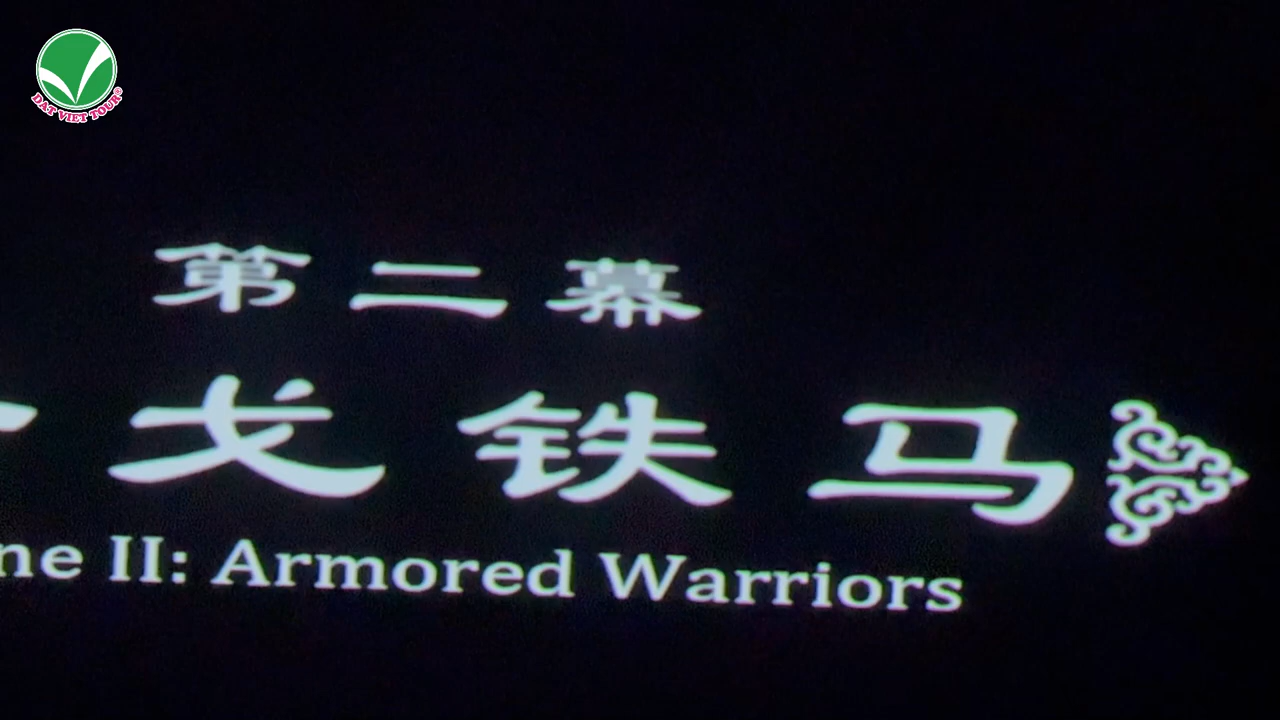 DAT VIET TOUR®
第二幕
戈铁马
ne II: Armored Warriors